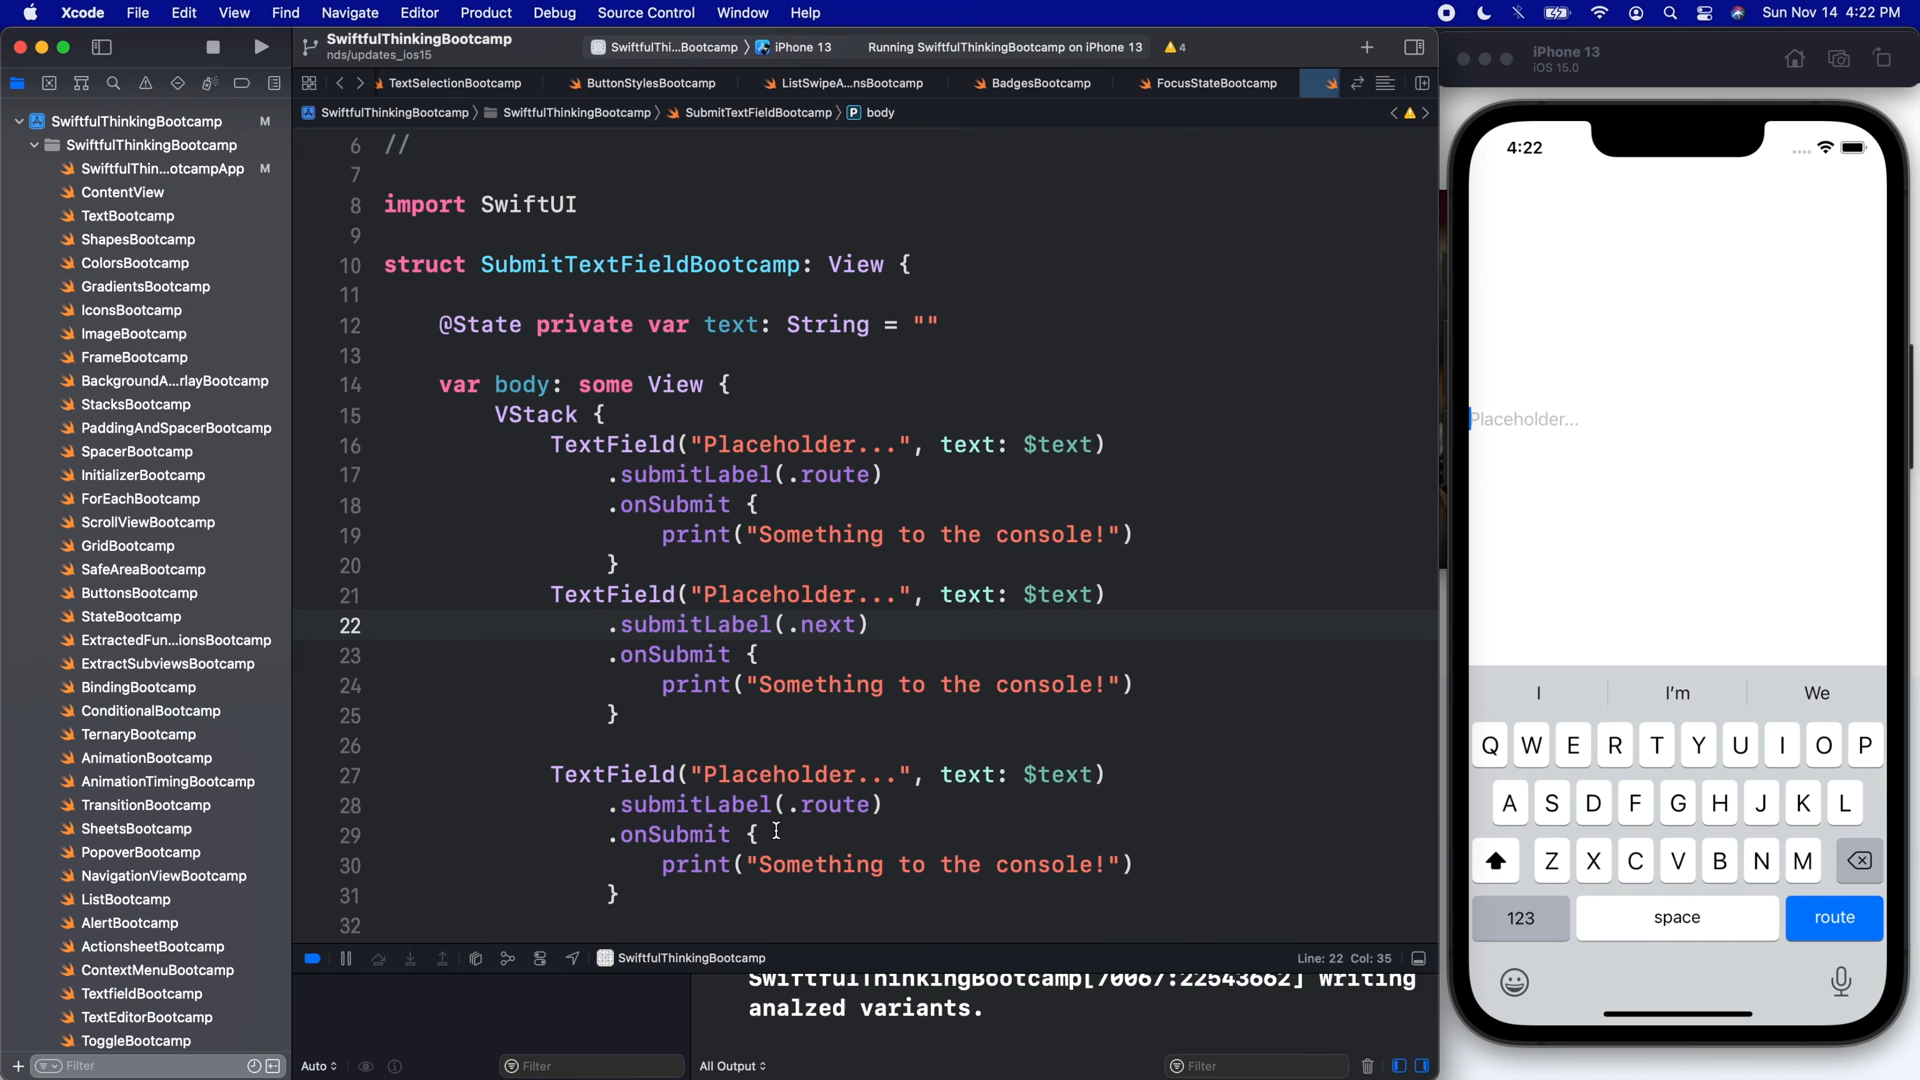 Xcode File Edit View Find Navigate Editor Product Debug Source Control Window Help Sun Nov 14 4:22 PM
SwiftfulThinkingBootcamp
nds/updates_ios15
SwiftfulThi...Bootcamp iPhone 13 Running SwiftfulThinkingBootcamp on iPhone 13 4
iPhone 13
iOS 15.0
TextSelectionBootcamp ButtonStylesBootcamp ListSwipeA...nsBootcamp BadgesBootcamp FocusStateBootcamp
SwiftfulThinkingBootcamp SwiftfulThinkingBootcamp SubmitTextFieldBootcamp P body
SwiftfulThinkingBootcamp M
SwiftfulThinkingBootcamp
SwiftfulThin...otcampApp M
ContentView
TextBootcamp
ShapesBootcamp
ColorsBootcamp
GradientsBootcamp
IconsBootcamp
ImageBootcamp
FrameBootcamp
BackgroundA...rlayBootcamp
StacksBootcamp
PaddingAndSpacerBootcamp
SpacerBootcamp
InitializerBootcamp
ForEachBootcamp
ScrollViewBootcamp
GridBootcamp
SafeAreaBootcamp
ButtonsBootcamp
StateBootcamp
ExtractedFun...ionsBootcamp
ExtractSubviewsBootcamp
BindingBootcamp
ConditionalBootcamp
TernaryBootcamp
AnimationBootcamp
AnimationTimingBootcamp
TransitionBootcamp
SheetsBootcamp
PopoverBootcamp
NavigationViewBootcamp
ListBootcamp
AlertBootcamp
ActionsheetBootcamp
ContextMenuBootcamp
TextfieldBootcamp
TextEditorBootcamp
ToggleBootcamp
Filter
6 //
7
8 import SwiftUI
9
10 struct SubmitTextFieldBootcamp: View {
11
12 @State private var text: String = ""
13
14 var body: some View {
15 VStack {
16 TextField("Placeholder...", text: $text)
17 .submitLabel(.route)
18 .onSubmit {
19 print("Something to the console!")
20 }
21 TextField("Placeholder...", text: $text)
22 .submitLabel(.next)
23 .onSubmit {
24 print("Something to the console!")
25 }
26
27 TextField("Placeholder...", text: $text)
28 .submitLabel(.route)
29 .onSubmit {
30 print("Something to the console!")
31 }
32
SwiftfulThinkingBootcamp Line: 22 Col: 35
SwiftfulThinkingBootcamp[70067:22543662] Writing
analzed variants.
Auto Filter All Output Filter
4:22
Placeholder...
I I'm We
Q W E R T Y U I O P
A S D F G H J K L
Z X C V B N M
123 space route